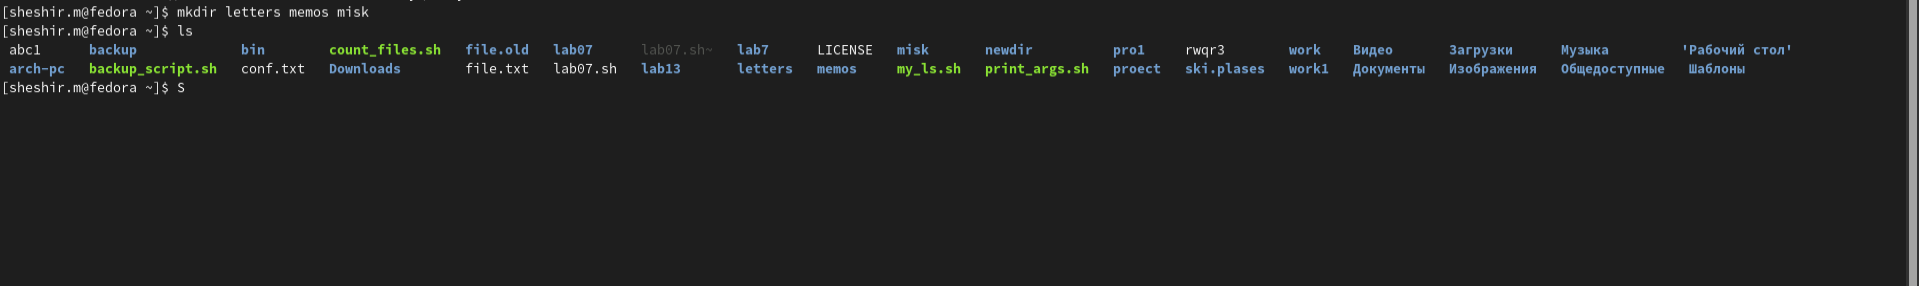 [sheshir.m@fedora ~]$ mkdir letters memos misk
[sheshir.m@fedora ~]$ ls
abc1 backup bin count_files.sh file.old lab07 lab07.sh~ lab7 LICENSE misk newdir pro1 rwqr3 work Видео Загрузки Музыка 'Рабочий стол'
arch-pc backup_script.sh conf.txt Downloads file.txt lab07.sh lab13 letters memos my_ls.sh print_args.sh proect ski.plases work1 Документы Изображения Общедоступные Шаблоны
[sheshir.m@fedora ~]$ S